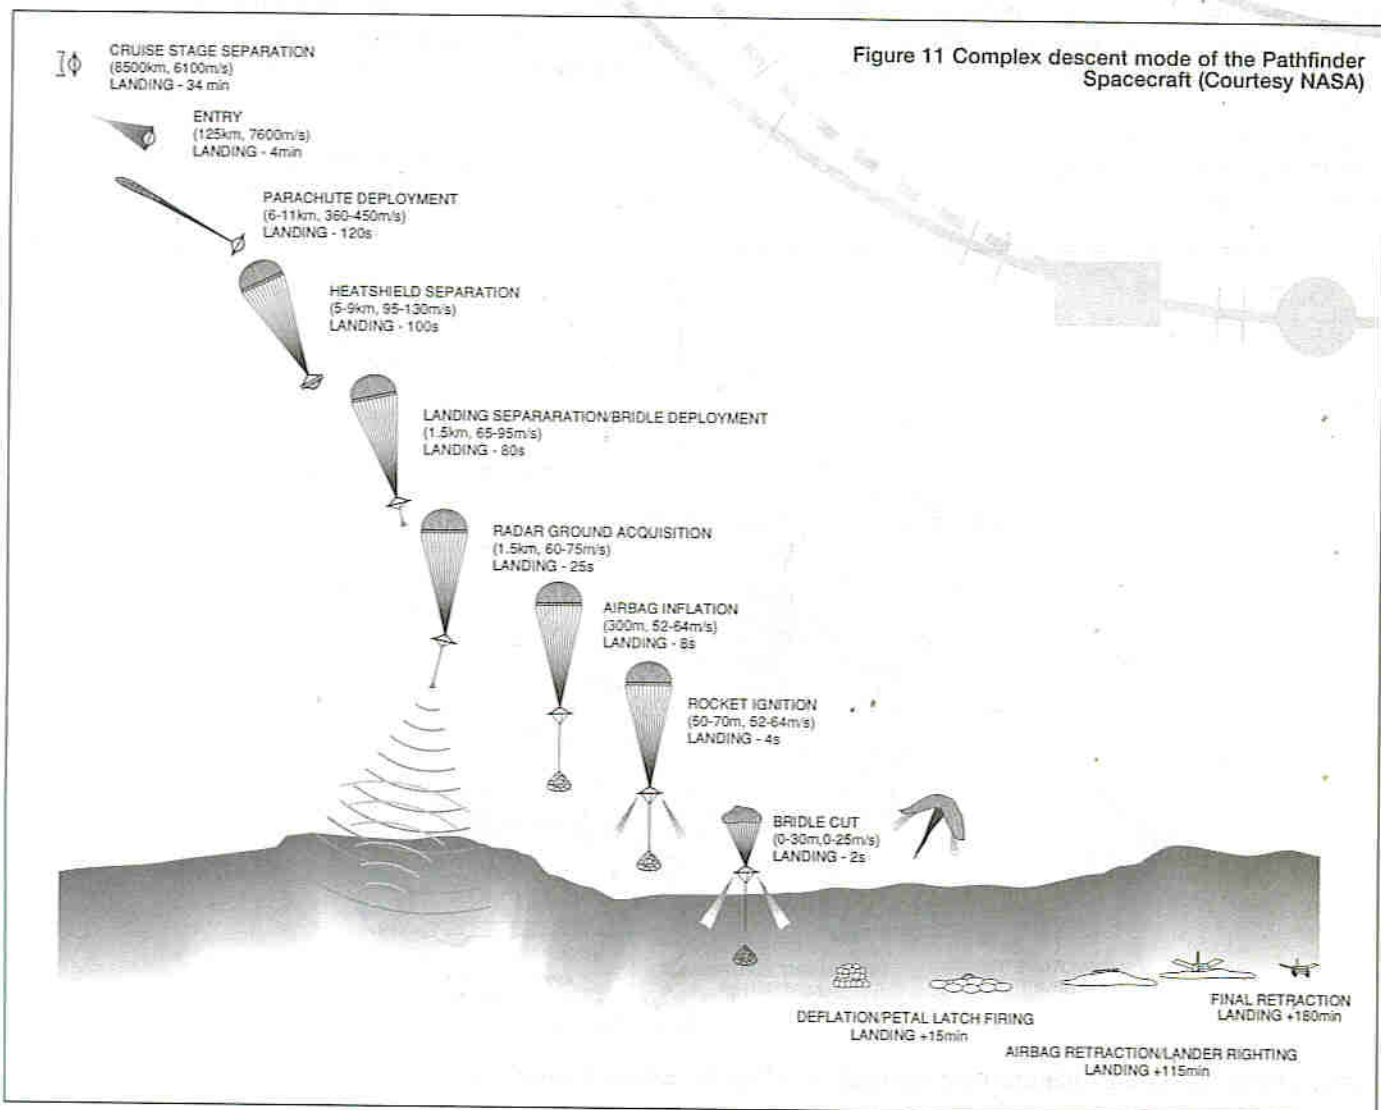 Figure 11 Complex descent mode of the Pathfinder
Spacecraft (Courtesy NASA)
CRUISE STAGE SEPARATION
(8500km, 6100m/s)
LANDING - 34 min
ENTRY
(125km, 7600m/s)
LANDING - 4min
PARACHUTE DEPLOYMENT
(6-11km, 360-450m/s)
LANDING - 120s
HEATSHIELD SEPARATION
(5-9km, 95-130m/s)
LANDING - 100s
LANDING SEPARARATION/BRIDLE DEPLOYMENT
(1.5km, 65-95m/s)
LANDING - 80s
RADAR GROUND ACQUISITION
(1.5km, 60-75m/s)
LANDING - 25s
AIRBAG INFLATION
(300m, 52-64m/s)
LANDING - 8s
ROCKET IGNITION
(50-70m, 52-64m/s)
LANDING - 4s
BRIDLE CUT
(0-30m,0-25m/s)
LANDING - 2s
DEFLATION/PETAL LATCH FIRING
LANDING +15min
AIRBAG RETRACTION/LANDER RIGHTING
LANDING +115min
FINAL RETRACTION
LANDING +180min